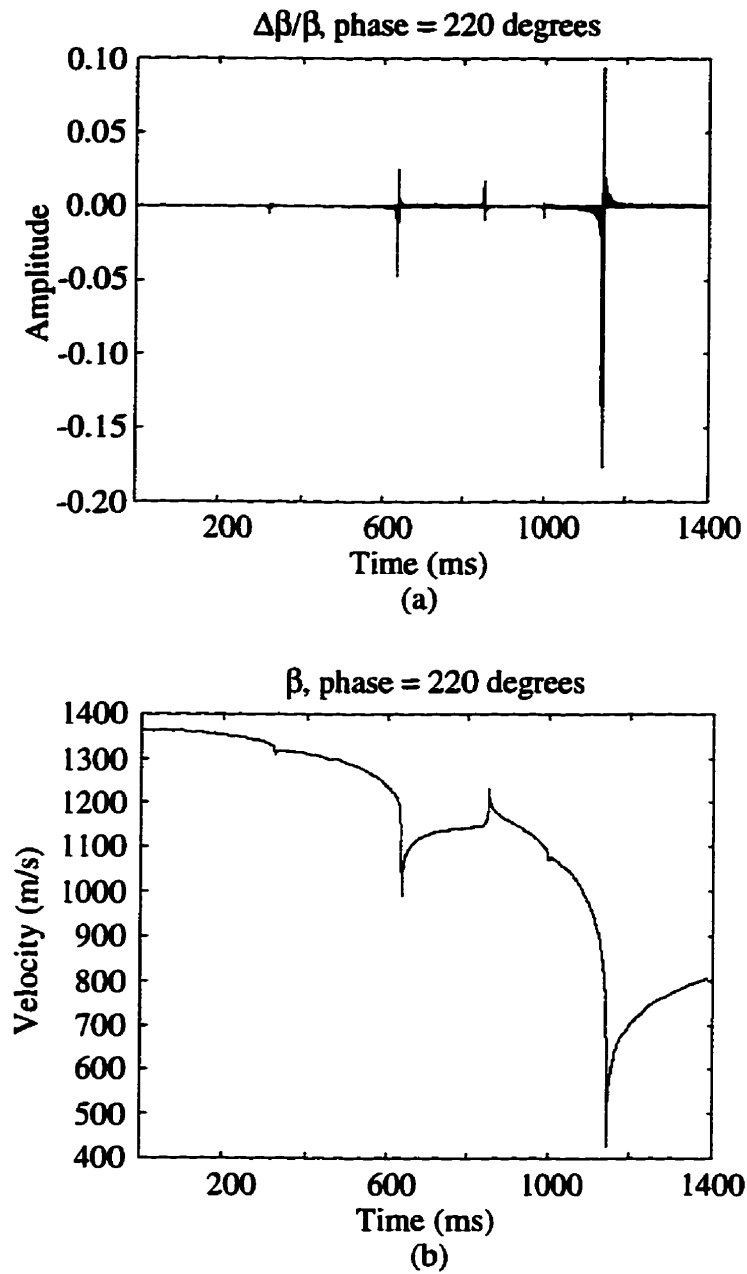 Δβ/β, phase = 220 degrees
0.10
0.05
0.00
-0.05
-0.10
-0.15
-0.20
Amplitude
200 600 1000 1400
Time (ms)
(a)
β, phase = 220 degrees
1400
1300
1200
1100
1000
900
800
700
600
500
400
Velocity (m/s)
200 600 1000 1400
Time (ms)
(b)